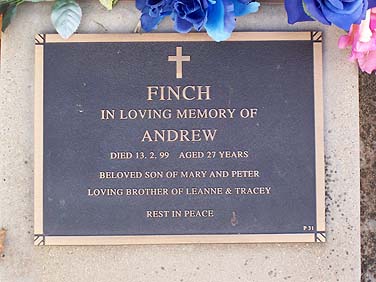 FINCH
IN LOVING MEMORY OF
ANDREW
DIED 13. 2. 99 AGED 27 YEARS
BELOVED SON OF MARY AND PETER
LOVING BROTHER OF LEANNE & TRACEY
REST IN PEACE
P 31